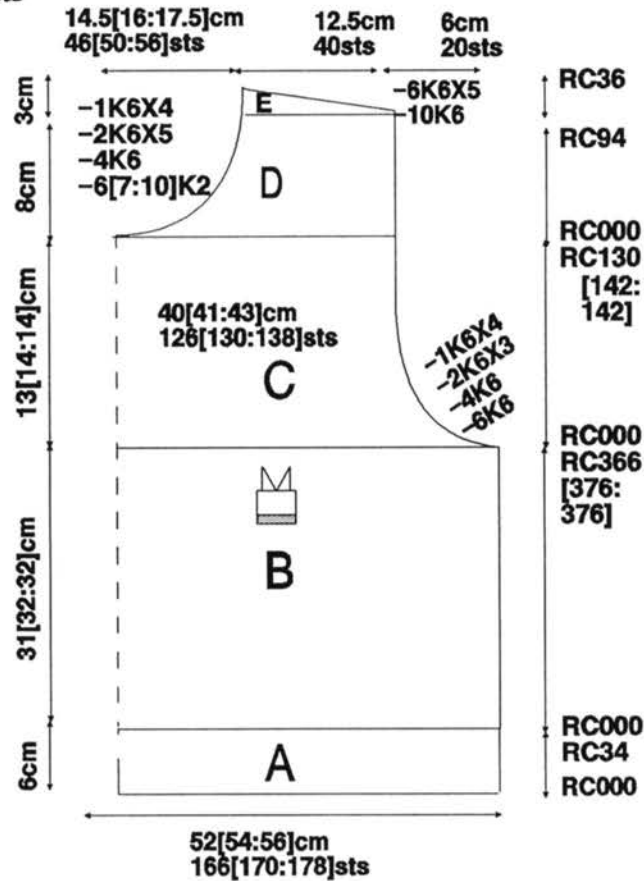 14.5[16:17.5]cm
46[50:56]sts
12.5cm
40sts
6cm
20sts
3cm
-1K6X4
-2K6X5
-4K6
-6[7:10]K2
E
-6K6X5
-10K6
RC36
8cm
D
RC94
RC000
RC130
[142:
142]
13[14:14]cm
40[41:43]cm
126[130:138]sts
C
-1K6X4
-2K6X3
-4K6
-6K6
RC000
RC366
[376:
376]
31[32:32]cm
B
RC000
6cm
A
RC34
RC000
52[54:56]cm
166[170:178]sts